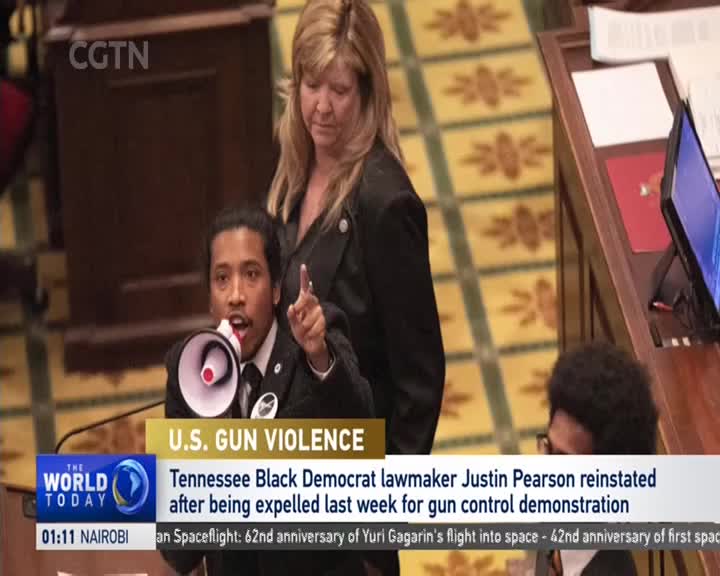 CGTN
U.S. GUN VIOLENCE
THE
WORLD
TODAY
Tennessee Black Democrat lawmaker Justin Pearson reinstated
after being expelled last week for gun control demonstration
01:11 NAIROBI
an Spaceflight: 62nd anniversary of Yuri Gagarin's flight into space - 42nd anniversary of first spac